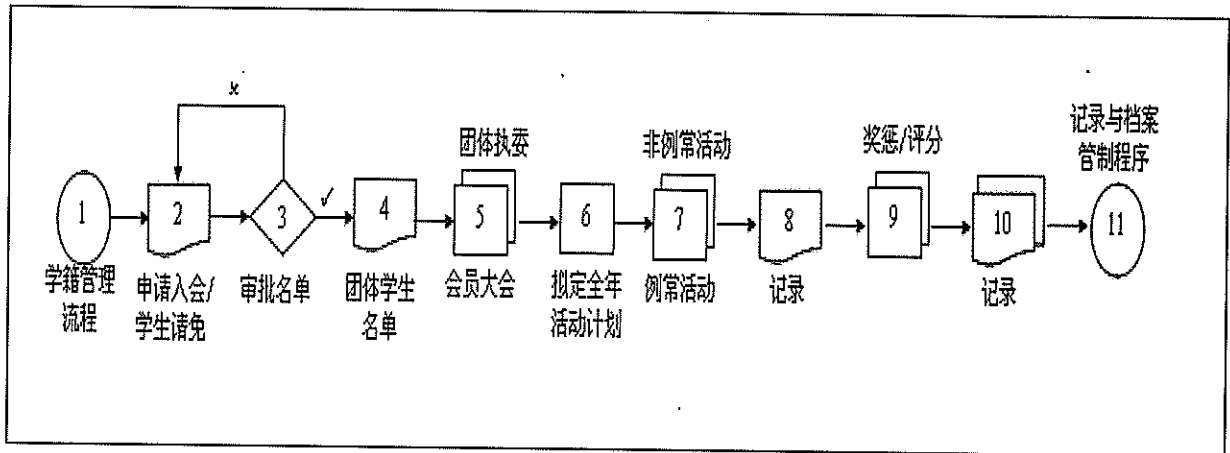 ×
✓
1
学籍管理
流程
2
申请入会/
学生请免
3
审批名单
4
团体学生
名单
团体执委
5
会员大会
6
拟定全年
活动计划
非例常活动
7
例常活动
8
记录
奖惩/评分
9
10
记录
记录与档案
管制程序
11